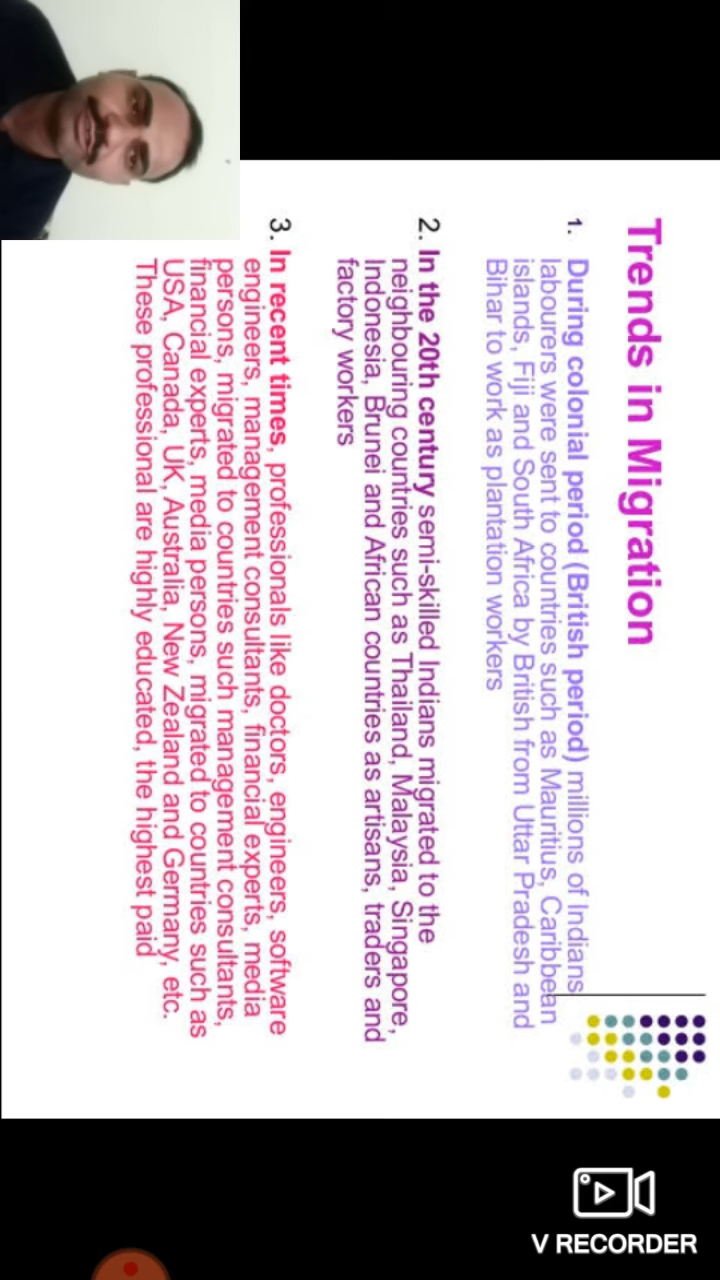 Trends in Migration
1. During colonial period (British period) millions of Indians
labourers were sent to countries such as Mauritius, Caribbean
islands, Fiji and South Africa by British from Uttar Pradesh and
Bihar to work as plantation workers
2. In the 20th century semi-skilled Indians migrated to the
neighbouring countries such as Thailand, Malaysia, Singapore,
Indonesia, Brunei and African countries as artisans, traders and
factory workers
3. In recent times, professionals like doctors, engineers, software
engineers, management consultants, financial experts, media
persons, migrated to countries such management consultants,
financial experts, media persons, migrated to countries such as
USA, Canada, UK, Australia, New Zealand and Germany, etc.
These professional are highly educated, the highest paid
V RECORDER